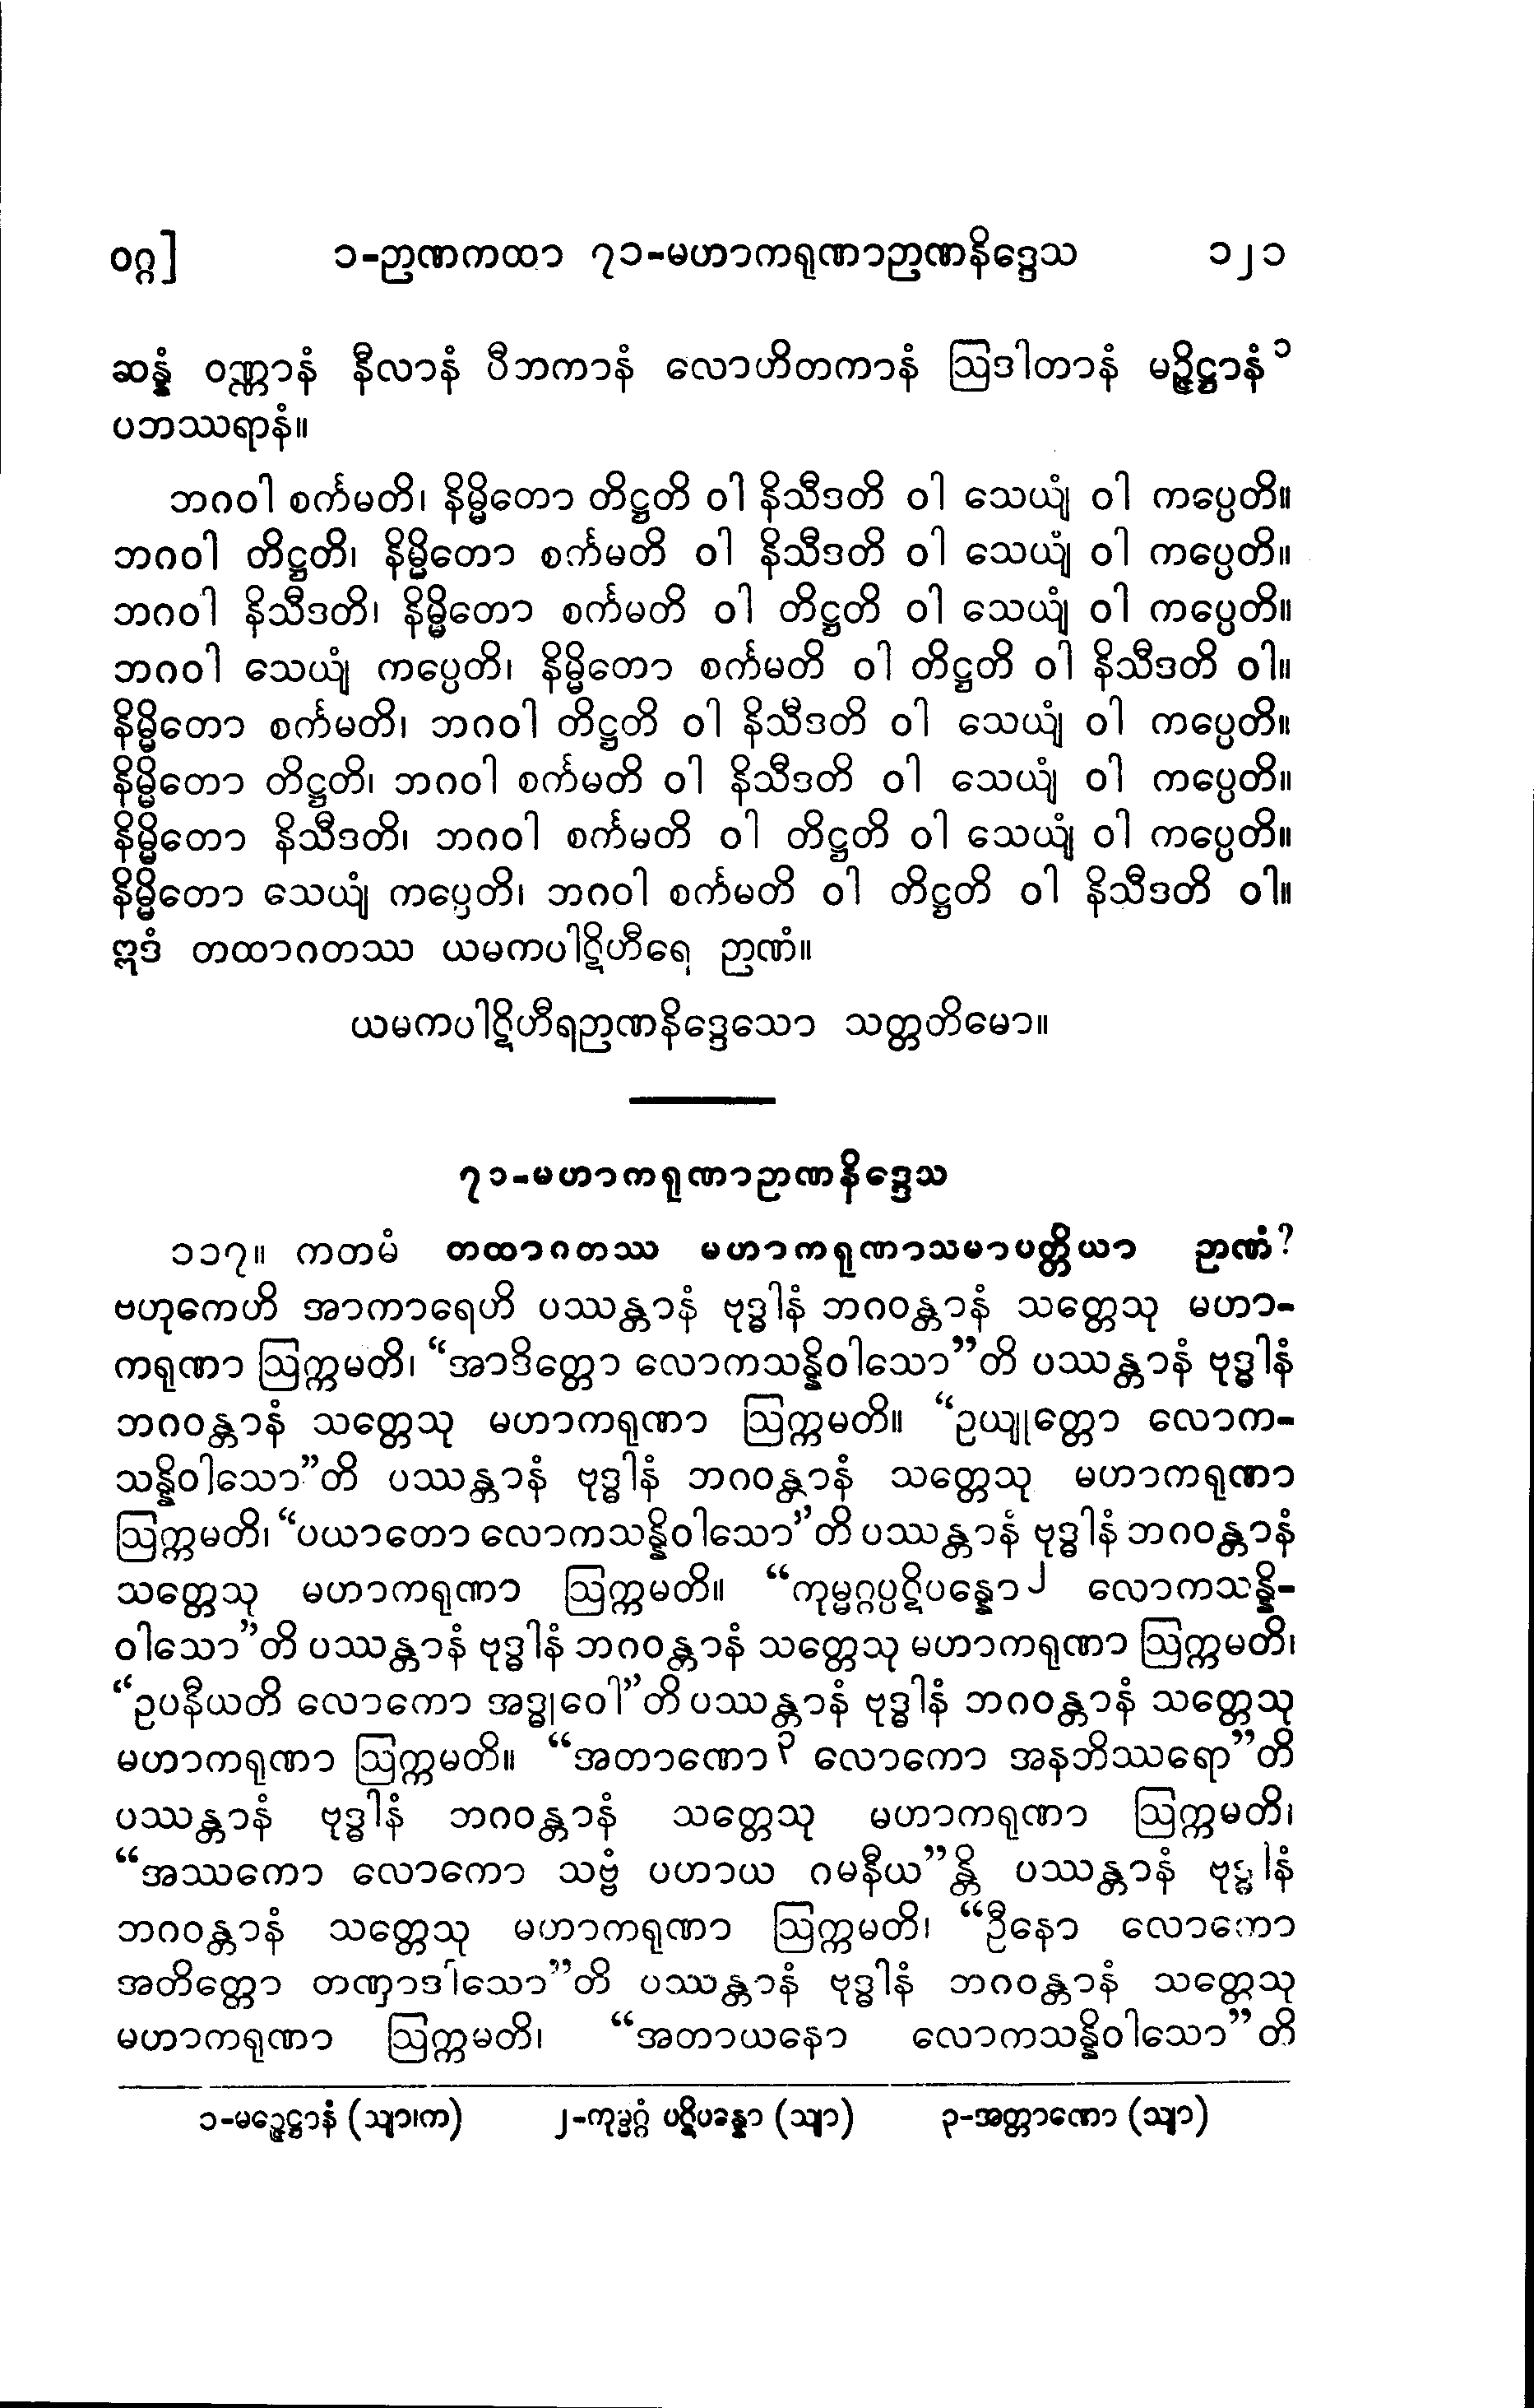 ဝဂ္ဂ] ၁-ဉာဏကထာ ၇၁-မဟာကရုဏာဉာဏနိဒ္ဒေသ ၁၂၁
ဆန္နံ ဝဏ္ဏာနံ နီလာနံ ပီတကာနံ လောဟိတကာနံ ဩဒါတာနံ မဉ္ဇိဋ္ဌာနံ၁
ပဘဿရာနံ။
ဘဂဝါ စင်္ကမတိ၊ နိမ္မိတော တိဋ္ဌတိ ဝါ နိသီဒတိ ဝါ သေယျံ ဝါ ကပ္ပေတိ။
ဘဂဝါ တိဋ္ဌတိ၊ နိမ္မိတော စင်္ကမတိ ဝါ နိသီဒတိ ဝါ သေယျံ ဝါ ကပ္ပေတိ။
ဘဂဝါ နိသီဒတိ၊ နိမ္မိတော စင်္ကမတိ ဝါ တိဋ္ဌတိ ဝါ သေယျံ ဝါ ကပ္ပေတိ။
ဘဂဝါ သေယျံ ကပ္ပေတိ၊ နိမ္မိတော စင်္ကမတိ ဝါ တိဋ္ဌတိ ဝါ နိသီဒတိ ဝါ။
နိမ္မိတော စင်္ကမတိ၊ ဘဂဝါ တိဋ္ဌတိ ဝါ နိသီဒတိ ဝါ သေယျံ ဝါ ကပ္ပေတိ။
နိမ္မိတော တိဋ္ဌတိ၊ ဘဂဝါ စင်္ကမတိ ဝါ နိသီဒတိ ဝါ သေယျံ ဝါ ကပ္ပေတိ။
နိမ္မိတော နိသီဒတိ၊ ဘဂဝါ စင်္ကမတိ ဝါ တိဋ္ဌတိ ဝါ သေယျံ ဝါ ကပ္ပေတိ။
နိမ္မိတော သေယျံ ကပ္ပေတိ၊ ဘဂဝါ စင်္ကမတိ ဝါ တိဋ္ဌတိ ဝါ နိသီဒတိ ဝါ။
ဣဒံ တထာဂတဿ ယမကပါဋိဟီရေ ဉာဏံ။
ယမကပါဋိဟီရဉာဏနိဒ္ဒေသော သတ္တတိမော။
၇၁-မဟာကရုဏာဉာဏနိဒ္ဒေသ
၁၁၇။ ကတမံ တထာဂတဿ မဟာကရုဏာသမာပတ္တိယာ ဉာဏံ?
ဗဟုကေဟိ အာကာရေဟိ ပဿန္တာနံ ဗုဒ္ဓါနံ ဘဂဝန္တာနံ သတ္တေသု မဟာ-
ကရုဏာ ဩက္ကမတိ၊ “အာဒိတ္တော လောကသန္နိဝါသော”တိ ပဿန္တာနံ ဗုဒ္ဓါနံ
ဘဂဝန္တာနံ သတ္တေသု မဟာကရုဏာ ဩက္ကမတိ။ “ဥယျုတ္တော လောက-
သန္နိဝါသော”တိ ပဿန္တာနံ ဗုဒ္ဓါနံ ဘဂဝန္တာနံ သတ္တေသု မဟာကရုဏာ
ဩက္ကမတိ၊ “ပယာတော လောကသန္နိဝါသော”တိ ပဿန္တာနံ ဗုဒ္ဓါနံ ဘဂဝန္တာနံ
သတ္တေသု မဟာကရုဏာ ဩက္ကမတိ။ “ကုမ္မဂ္ဂပ္ပဋိပန္နော၂ လောကသန္နိ-
ဝါသော”တိ ပဿန္တာနံ ဗုဒ္ဓါနံ ဘဂဝန္တာနံ သတ္တေသု မဟာကရုဏာ ဩက္ကမတိ၊
“ဥပနီယတိ လောကော အဒ္ဓုဝေါ”တိ ပဿန္တာနံ ဗုဒ္ဓါနံ ဘဂဝန္တာနံ သတ္တေသု
မဟာကရုဏာ ဩက္ကမတိ။ “အတာဏော၃ လောကော အနဘိဿရော”တိ
ပဿန္တာနံ ဗုဒ္ဓါနံ ဘဂဝန္တာနံ သတ္တေသု မဟာကရုဏာ ဩက္ကမတိ၊
“အဿကော လောကော သဗ္ဗံ ပဟာယ ဂမနီယ”န္တိ ပဿန္တာနံ ဗုဒ္ဓါနံ
ဘဂဝန္တာနံ သတ္တေသု မဟာကရုဏာ ဩက္ကမတိ၊ “ဦနော လောကော
အတိတ္တော တဏှာဒါသော”တိ ပဿန္တာနံ ဗုဒ္ဓါနံ ဘဂဝန္တာနံ သတ္တေသု
မဟာကရုဏာ ဩက္ကမတိ၊ “အတာယနော လောကသန္နိဝါသော”တိ
၁-မဉ္ဇေဋ္ဌာနံ (သျာ၊က) ၂-ကုမ္မဂ္ဂံ ပဋိပန္နော (သျာ) ၃-အတ္တာဏော (သျာ)